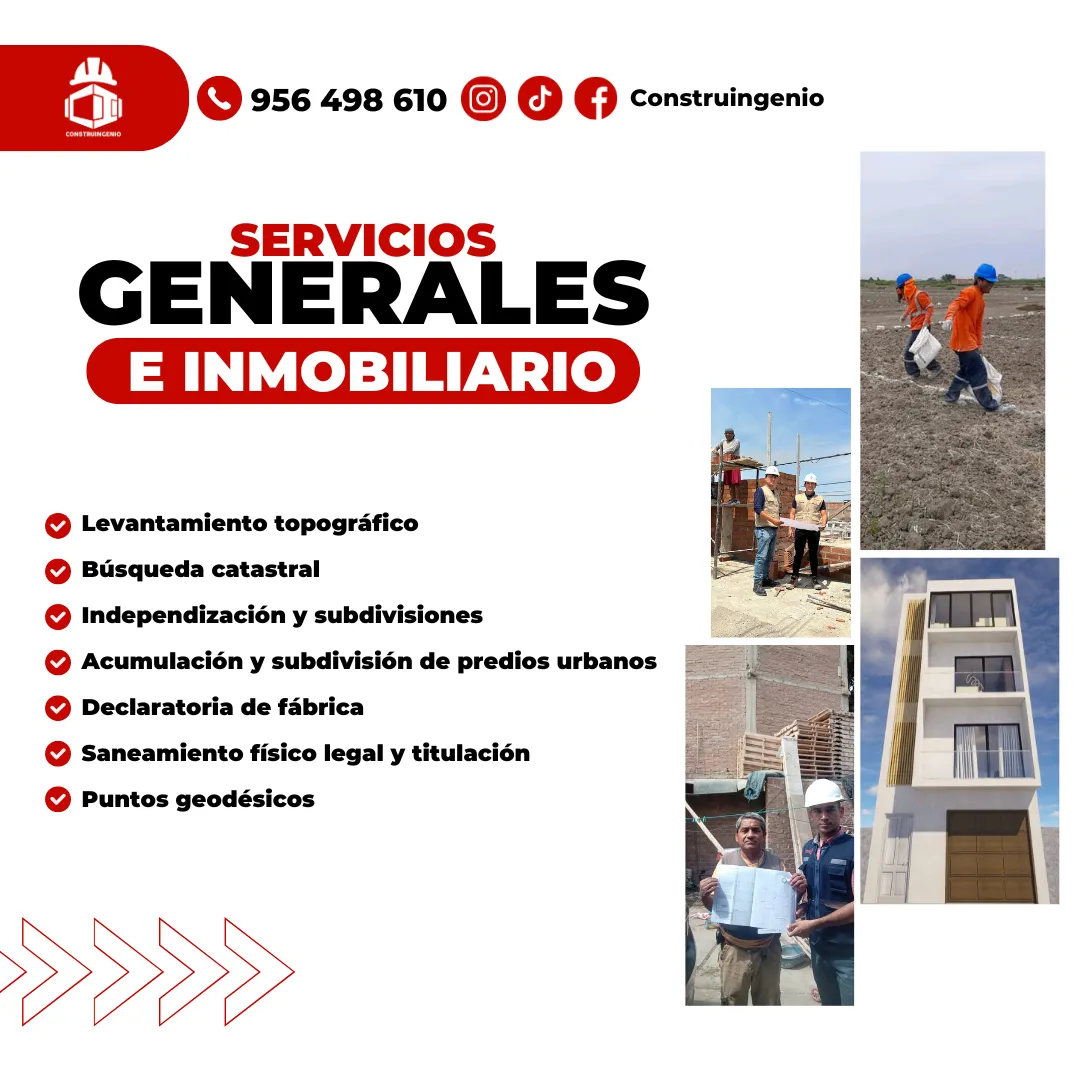 CONSTRUINGENIO
956 498 610
Construingenio
SERVICIOS
GENERALES
E INMOBILIARIO
Levantamiento topográfico
Búsqueda catastral
Independización y subdivisiones
Acumulación y subdivisión de predios urbanos
Declaratoria de fábrica
Saneamiento físico legal y titulación
Puntos geodésicos